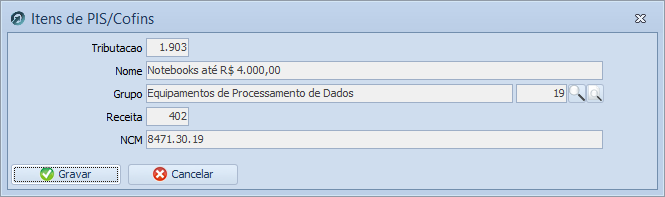 Itens de PIS/Cofins
Tributacao 1.903
Nome Notebooks até R$ 4.000,00
Grupo Equipamentos de Processamento de Dados 19
Receita 402
NCM 8471.30.19
Gravar Cancelar